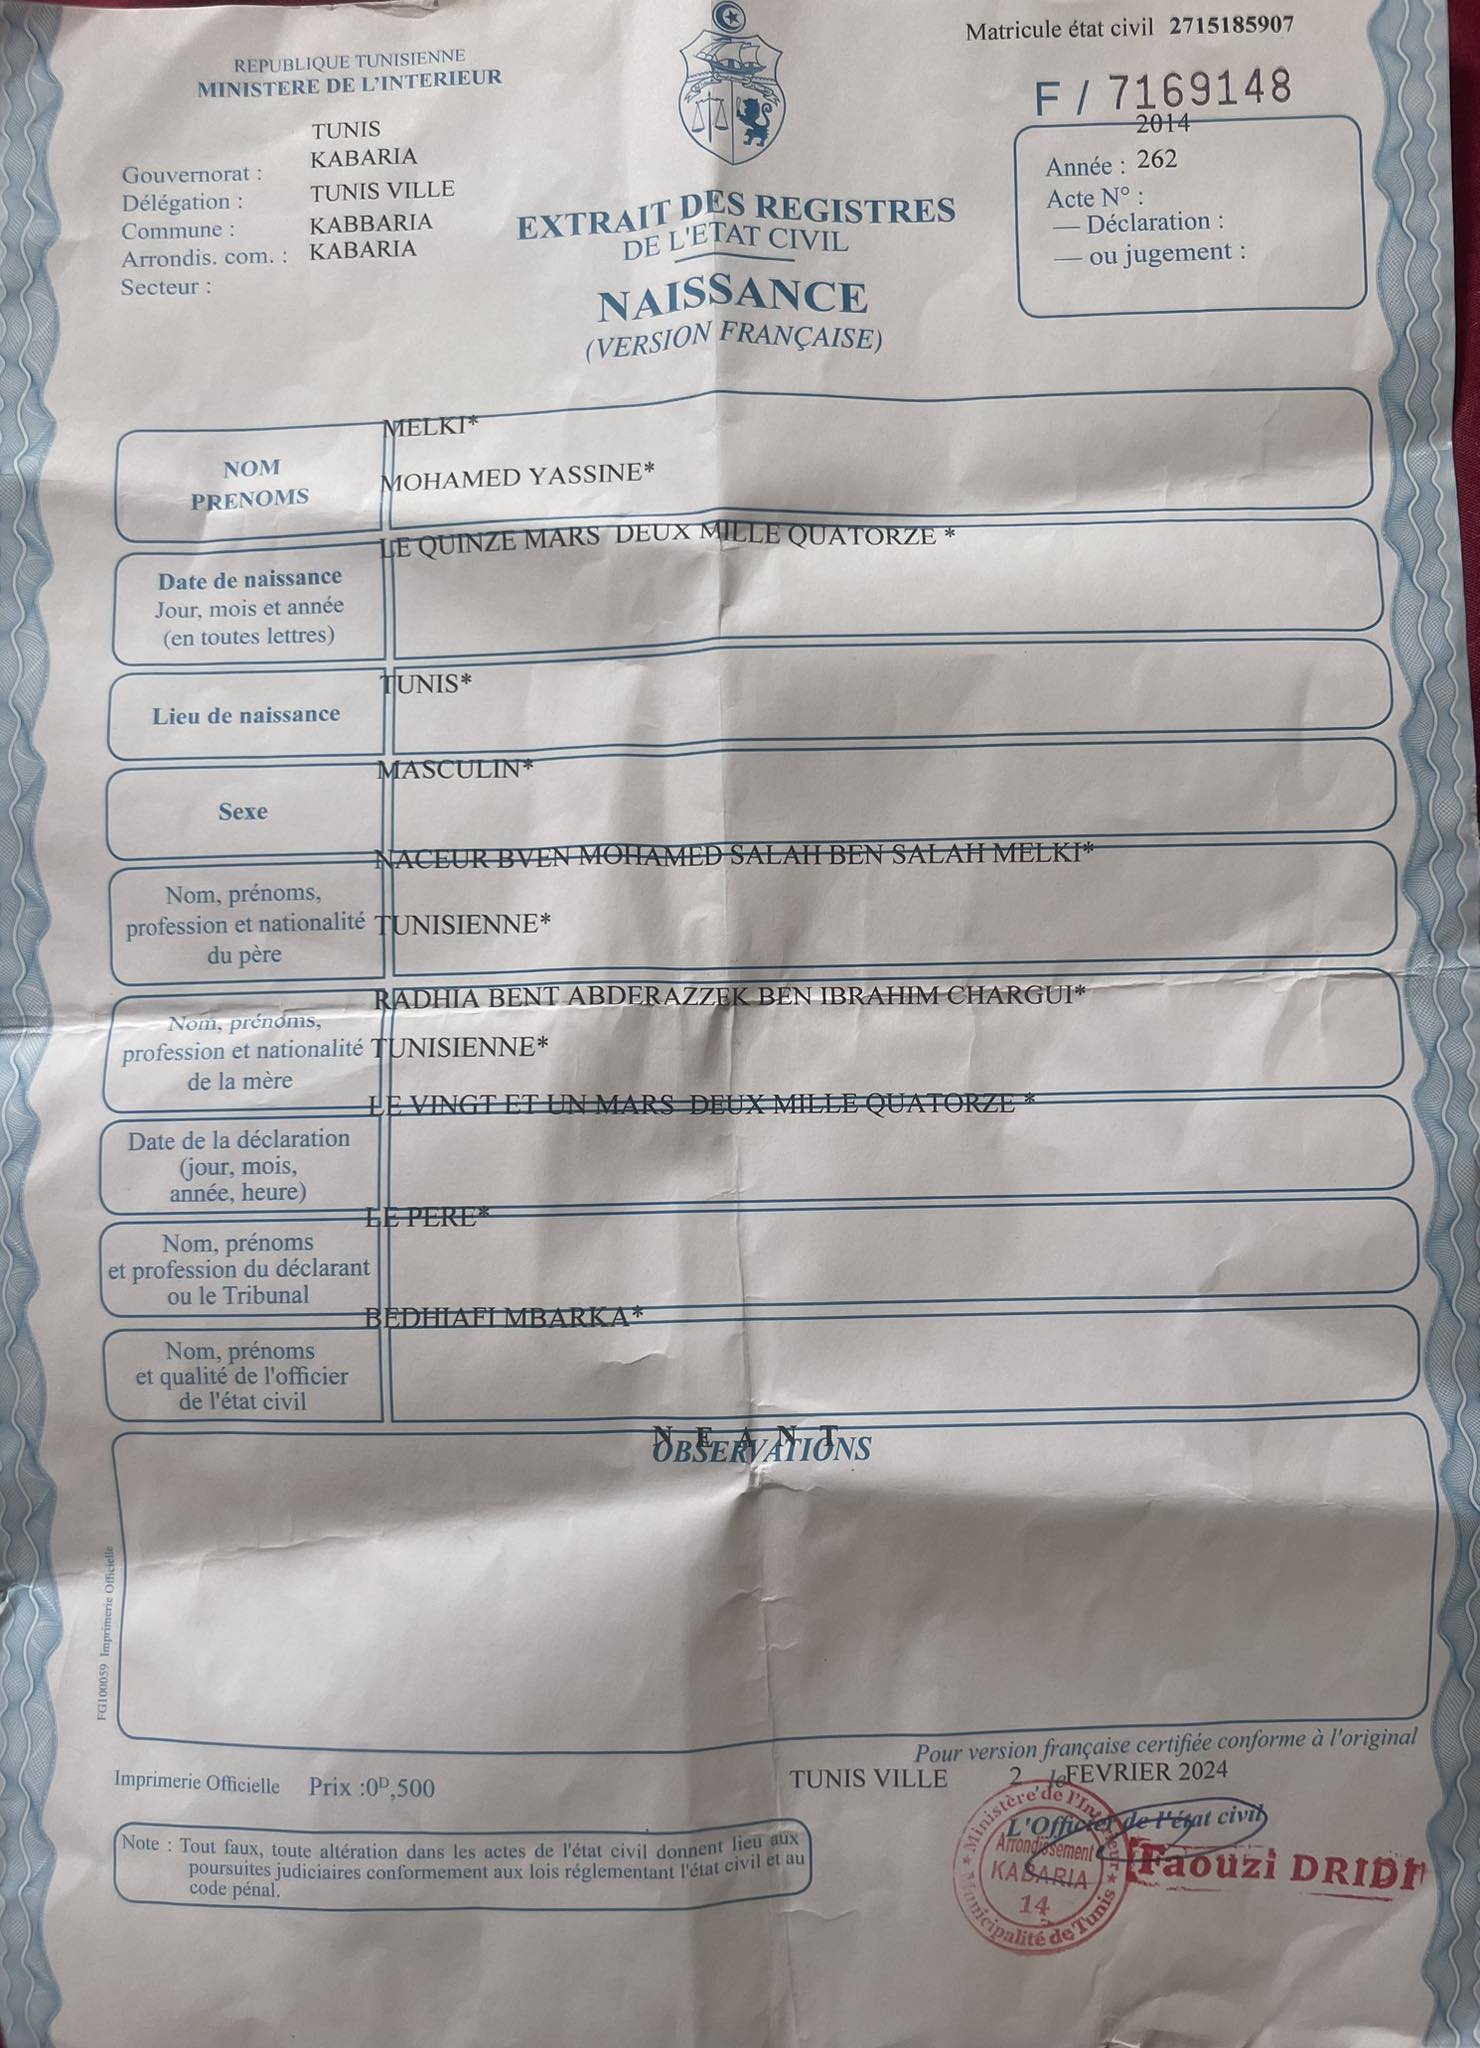 Matricule état civil 2715185907
REPUBLIQUE TUNISIENNE
MINISTERE DE L'INTERIEUR
F / 7169148
TUNIS
Gouvernorat : KABARIA
Délégation : TUNIS VILLE
Commune : KABBARIA
Arrondis. com. : KABARIA
Secteur :
EXTRAIT DES REGISTRES
DE L'ETAT CIVIL
NAISSANCE
(VERSION FRANÇAISE)
2014
Année : 262
Acte N° :
— Déclaration :
— ou jugement :
MELKI*
NOM
PRENOMS
MOHAMED YASSINE*
LE QUINZE MARS DEUX MILLE QUATORZE *
Date de naissance
Jour, mois et année
(en toutes lettres)
TUNIS*
Lieu de naissance
MASCULIN*
Sexe
NACEUR BVEN MOHAMED SALAH BEN SALAH MELKI*
Nom, prénoms,
profession et nationalité
du père
TUNISIENNE*
RADHIA BENT ABDERAZZEK BEN IBRAHIM CHARGUI*
Nom, prénoms,
profession et nationalité
de la mère
TUNISIENNE*
LE VINGT ET UN MARS DEUX MILLE QUATORZE *
Date de la déclaration
(jour, mois,
année, heure)
LE PERE*
Nom, prénoms
et profession du déclarant
ou le Tribunal
BEDHIAFI MBARKA*
Nom, prénoms
et qualité de l'officier
de l'état civil
N E A N T
OBSERVATIONS
FG100059 Imprimerie Officielle
Pour version française certifiée conforme à l'original
Imprimerie Officielle Prix :0ᴰ,500
TUNIS VILLE 2 le FEVRIER 2024
L'Officier de l'état civil
Faouzi DRIDI
Ministère de l'Intérieur
Arrondissement
KABARIA
14
Municipalité de Tunis
Note : Tout faux, toute altération dans les actes de l'état civil donnent lieu aux
poursuites judiciaires conformement aux lois réglementant l'état civil et au
code pénal.